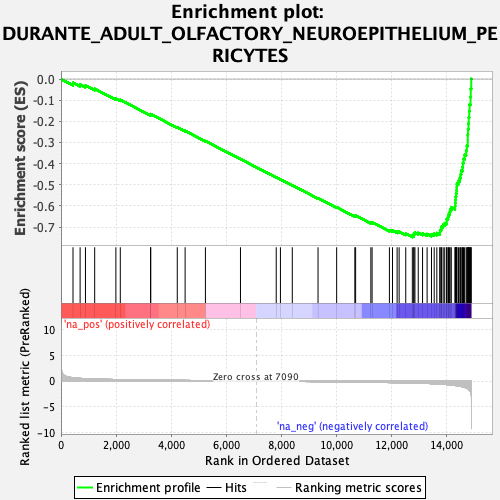 Enrichment plot:
DURANTE_ADULT_OLFACTORY_NEUROEPITHELIUM_PE
RICYTES
Enrichment score (ES)
0.0
-0.1
-0.2
-0.3
-0.4
-0.5
-0.6
-0.7
'na_pos' (positively correlated)
Ranked list metric (PreRanked)
10
5
0
-5
-10
Zero cross at 7090
'na_neg' (negatively correlated)
0
2,000
4,000
6,000
8,000
10,000
12,000
14,000
Rank in Ordered Dataset
Enrichment profile
Hits
Ranking metric scores